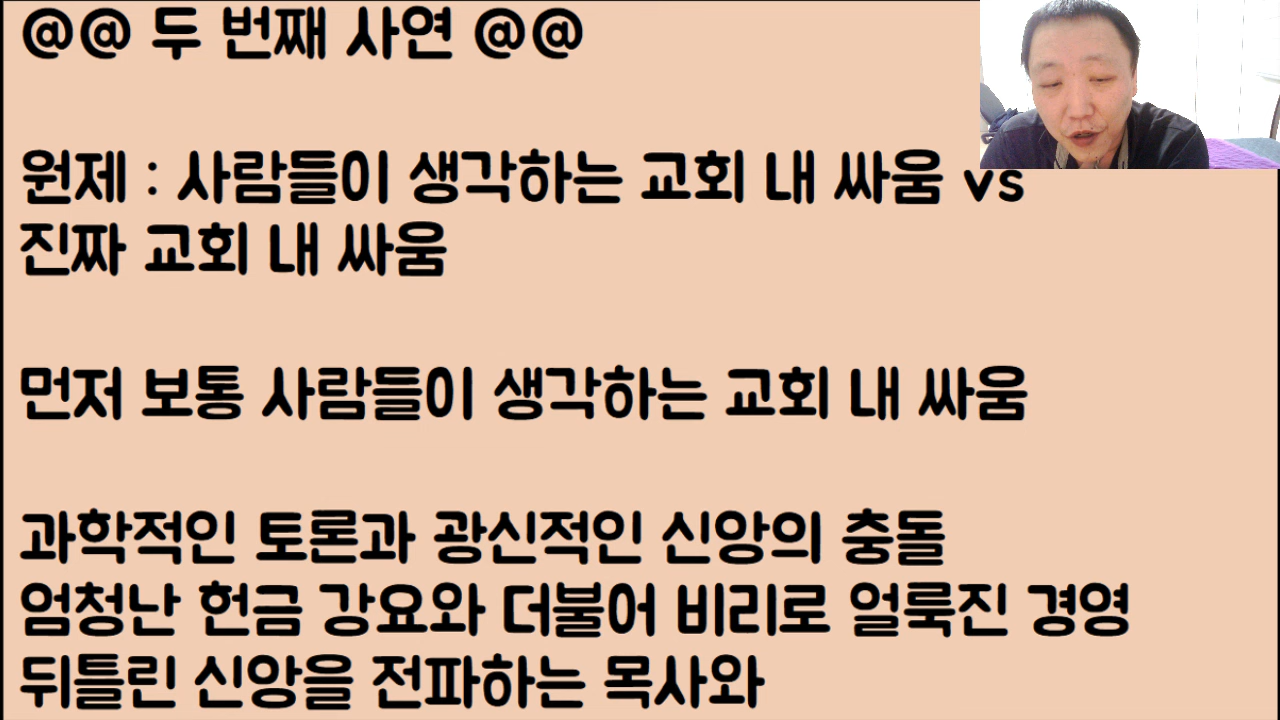 @@ 두 번째 사연 @@
원제 : 사람들이 생각하는 교회 내 싸움 vs
진짜 교회 내 싸움
먼저 보통 사람들이 생각하는 교회 내 싸움
과학적인 토론과 광신적인 신앙의 충돌
엄청난 헌금 강요와 더불어 비리로 얼룩진 경영
뒤틀린 신앙을 전파하는 목사와